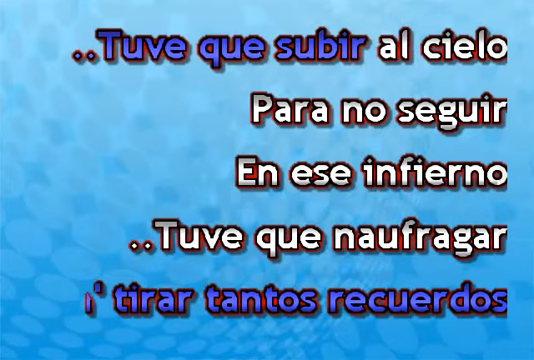 ..Tuve que subir al cielo
Para no seguir
En ese infierno
..Tuve que naufragar
tirar tantos recuerdos